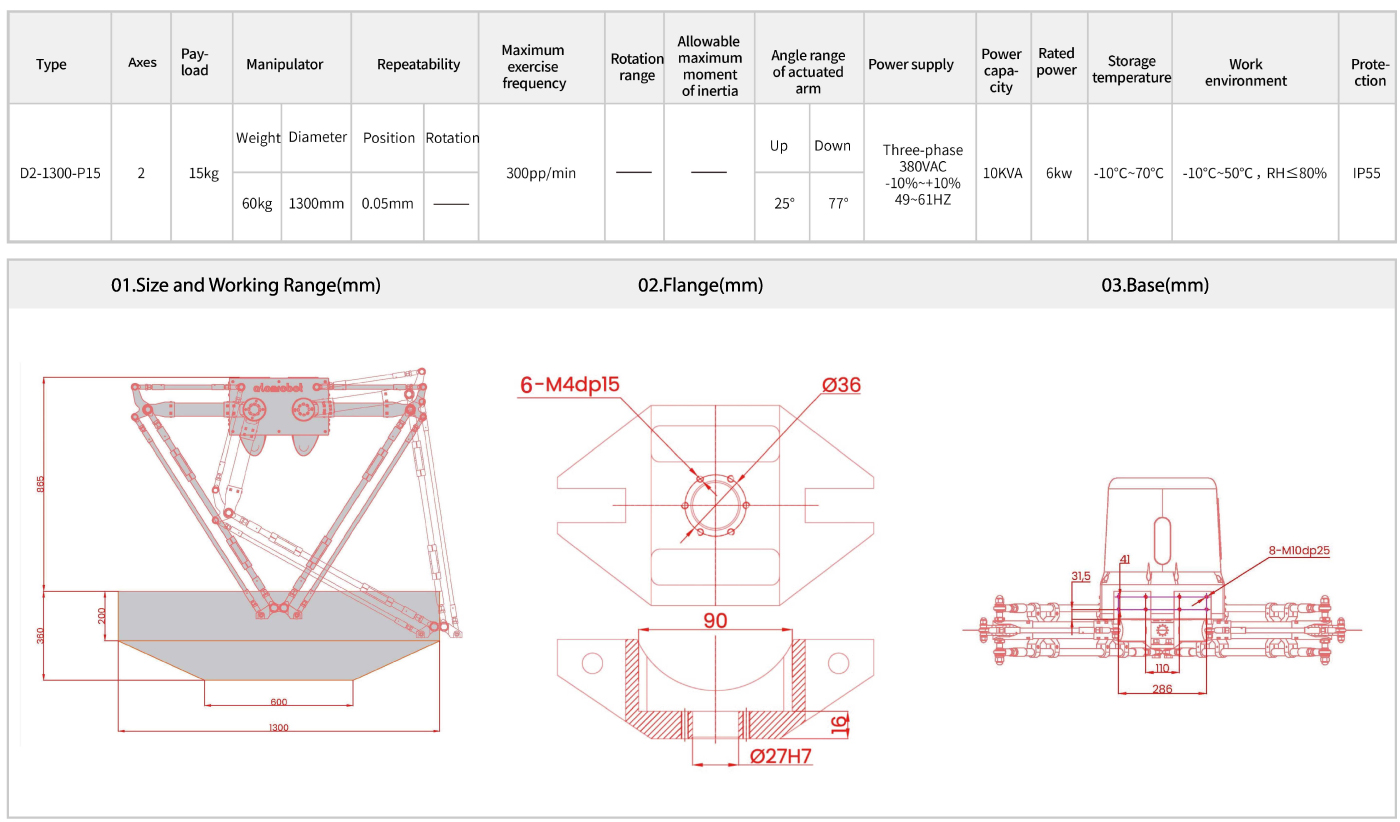 Type
Axes
Pay-
load
Manipulator
Repeatability
Maximum
exercise
frequency
Rotation
range
Allowable
maximum
moment
of inertia
Angle range
of actuated
arm
Power supply
Power
capa-
city
Rated
power
Storage
temperature
Work
environment
Prote-
ction
D2-1300-P15
2
15kg
Weight
Diameter
60kg
1300mm
Position
Rotation
0.05mm
——
300pp/min
——
——
Up
Down
25°
77°
Three-phase
380VAC
-10%~+10%
49~61HZ
10KVA
6kw
-10℃~70℃
-10℃~50℃ , RH≤80%
IP55
01.Size and Working Range(mm)
02.Flange(mm)
03.Base(mm)
865
200
360
600
1300
6-M4dp15
Ø36
90
16
Ø27H7
41
31,5
8-M10dp25
110
286